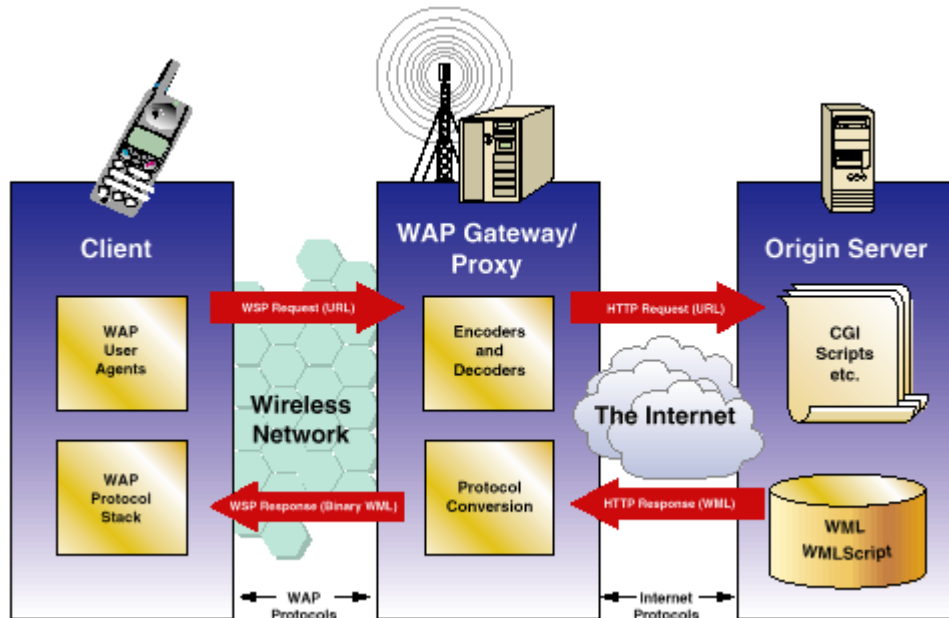 Client
WAP Gateway/
Proxy
Origin Server
WSP Request (URL)
HTTP Request (URL)
WAP
User
Agents
Encoders
and
Decoders
CGI
Scripts
etc.
Wireless
Network
The Internet
WAP
Protocol
Stack
Protocol
Conversion
WSP Response (Binary WML)
HTTP Response (WML)
WML
WMLScript
WAP
Protocols
Internet
Protocols